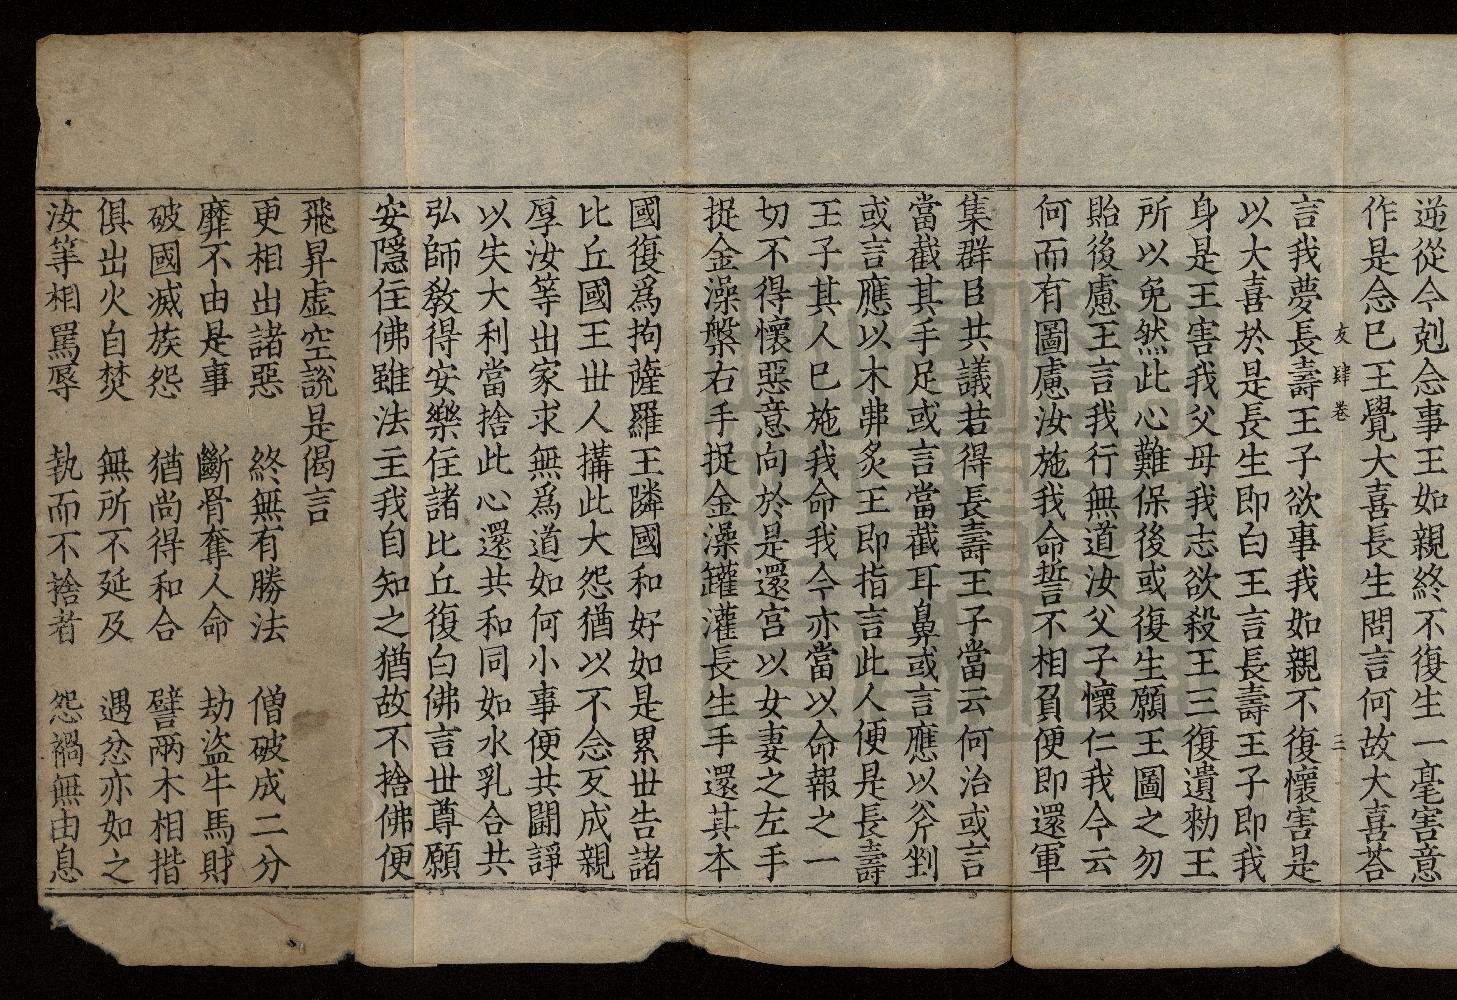 逆從今剋念事王如親終不復生一毫害意
作是念巳王覺大喜長生問言何故大喜荅
友 肆 卷 三
言我夢長壽王子欲事我如親不復懷害是
以大喜於是長生即白王言長壽王子即我
身是王害我父母我志欲殺王三復遺勑王
所以免然此心難保後或復生願王圖之勿
貽後慮王言我行無道汝父子懷仁我今云
何而有圖慮汝施我命誓不相負便即還軍
集群臣共議若得長壽王子當云何治或言
當截其手足或言當截耳鼻或言應以斧剉
或言應以木弗炙王即指言此人便是長壽
王子其人巳施我命我今亦當以命報之一
切不得懷惡意向於是還宮以女妻之左手
捉金澡槃右手捉金澡罐灌長生手還其本
國復爲拘薩羅王隣國和好如是累世告諸
比丘國王世人搆此大怨猶以不念更成親
厚汝等出家求無爲道如何小事便共鬪諍
以失大利當捨此心還共和同如水乳合共
弘師教得安樂住諸比丘復白佛言世尊願
安隱住佛雖法主我自知之猶故不捨佛便
飛昇虛空說是偈言
更相出諸惡 終無有勝法 僧破成二分
靡不由是事 斷骨奪人命 劫盜牛馬財
破國滅族怨 猶尚得和合 譬兩木相揩
俱出火自焚 無所不延及 遇忿亦如之
汝等相罵辱 執而不捨者 怨禍無由息